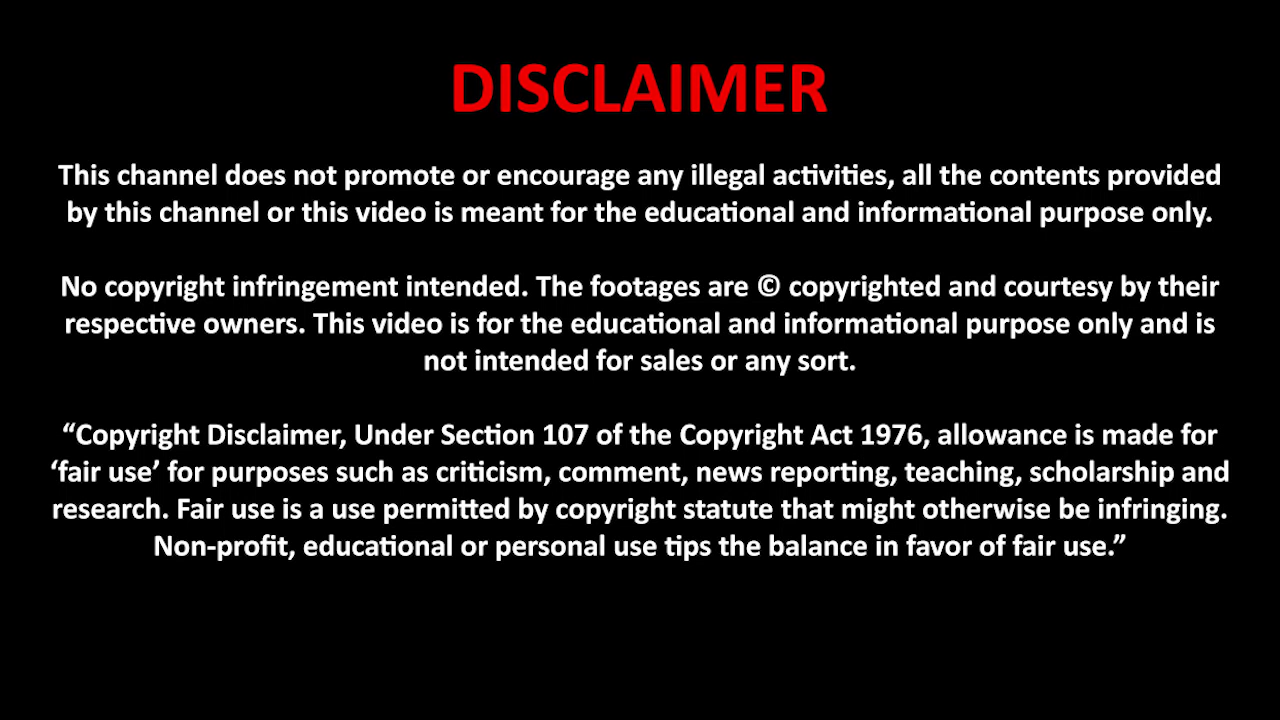 DISCLAIMER
This channel does not promote or encourage any illegal activities, all the contents provided
by this channel or this video is meant for the educational and informational purpose only.
No copyright infringement intended. The footages are © copyrighted and courtesy by their
respective owners. This video is for the educational and informational purpose only and is
not intended for sales or any sort.
“Copyright Disclaimer, Under Section 107 of the Copyright Act 1976, allowance is made for
‘fair use’ for purposes such as criticism, comment, news reporting, teaching, scholarship and
research. Fair use is a use permitted by copyright statute that might otherwise be infringing.
Non-profit, educational or personal use tips the balance in favor of fair use.”